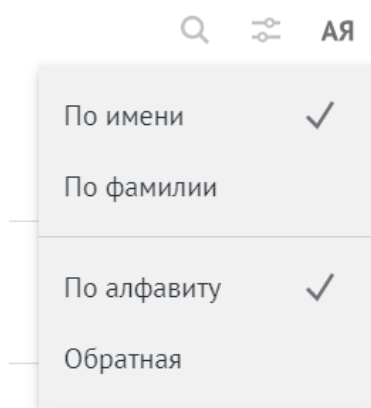 АЯ
По имени
По фамилии
По алфавиту
Обратная